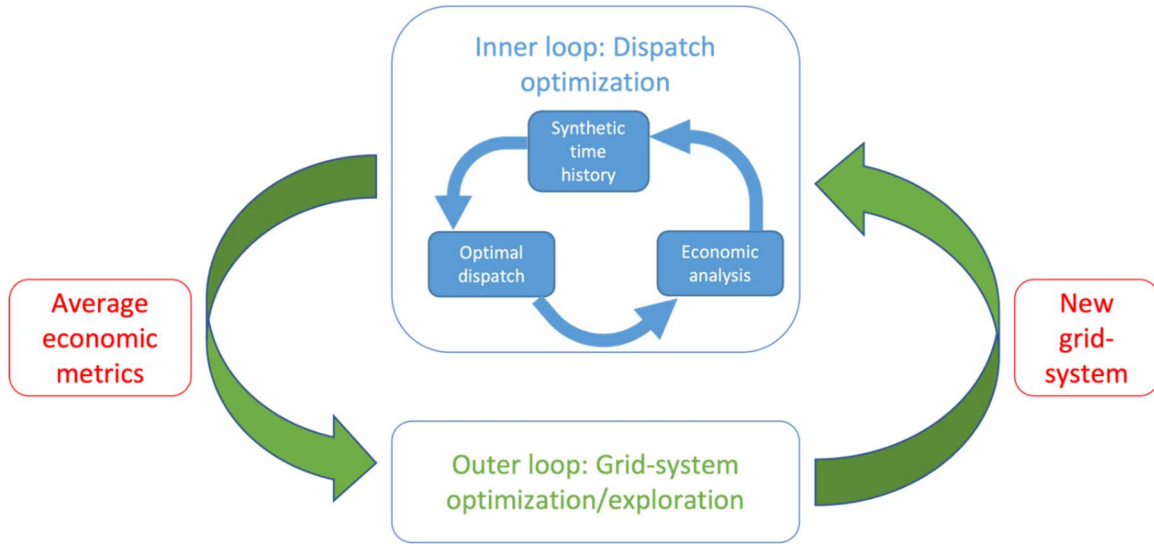 Inner loop: Dispatch
optimization
Synthetic
time
history
Optimal
dispatch
Economic
analysis
Average
economic
metrics
New
grid-
system
Outer loop: Grid-system
optimization/exploration